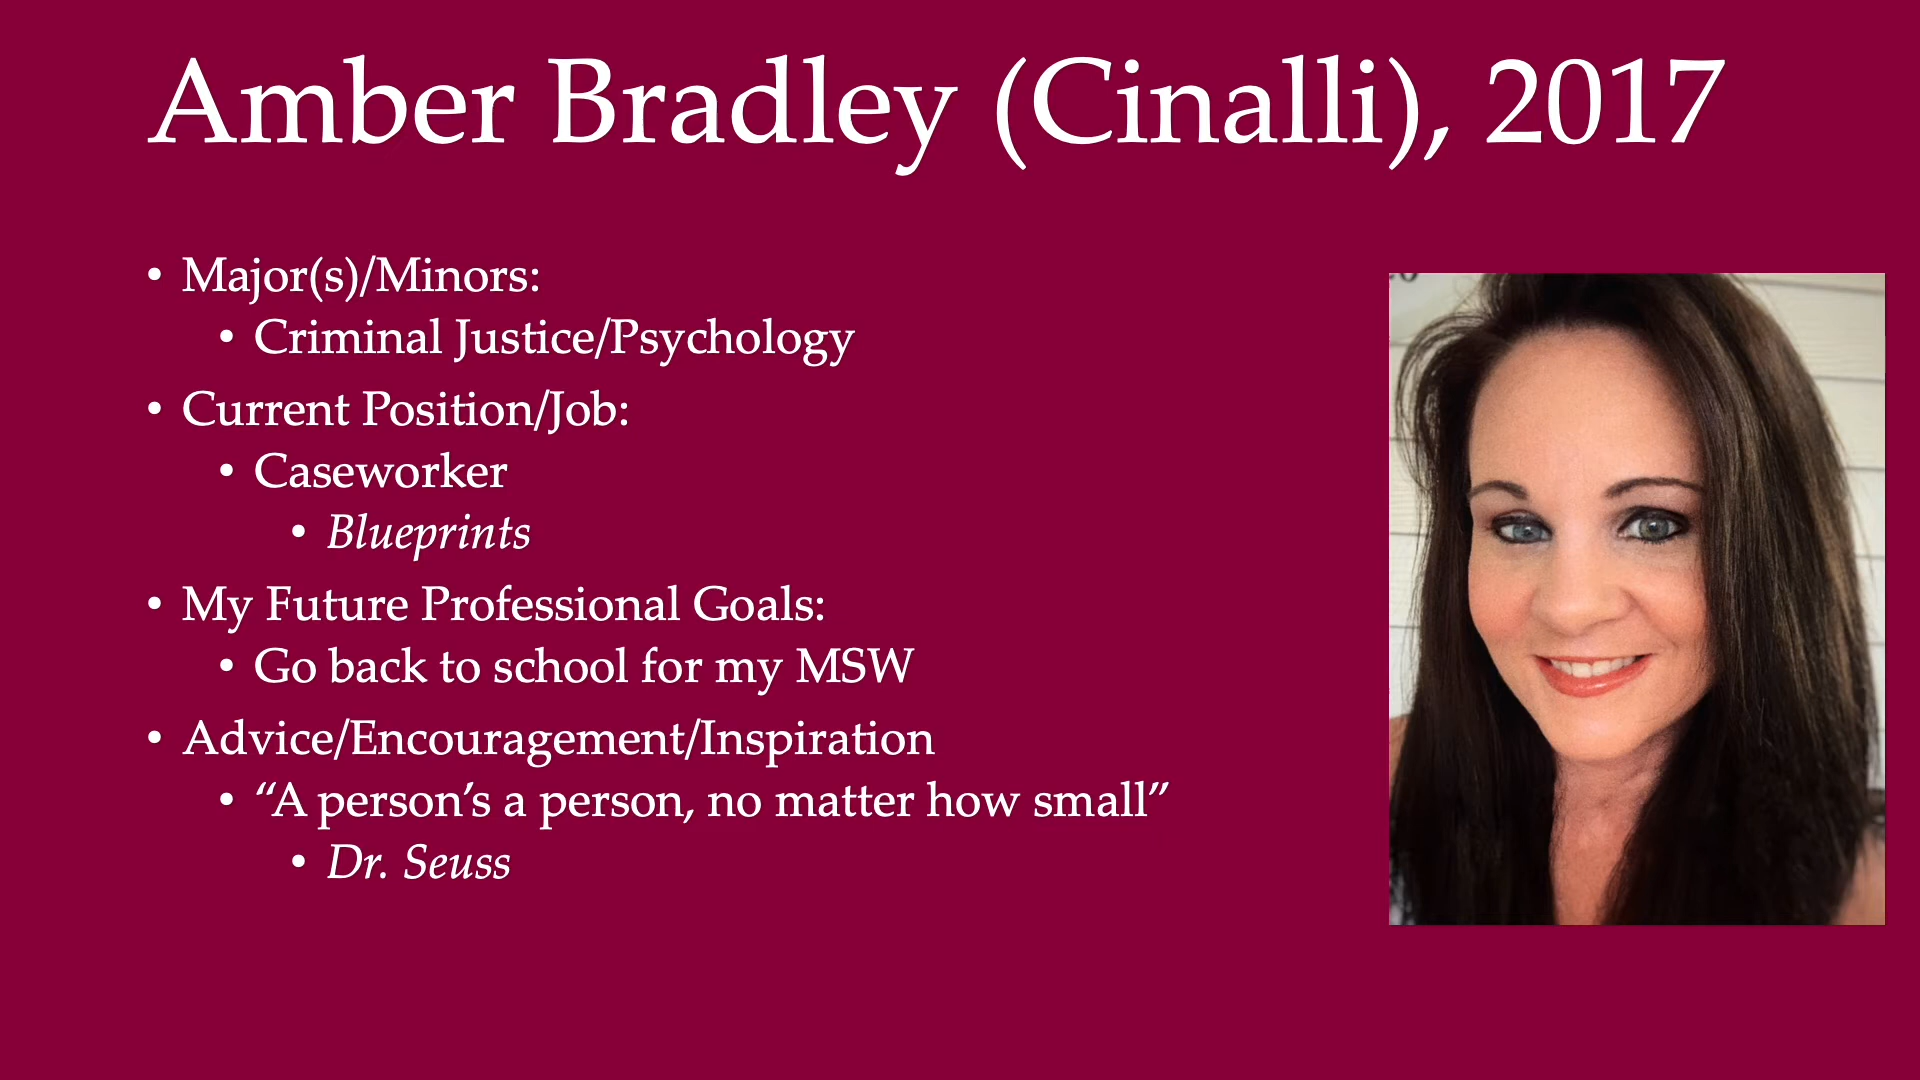 Amber Bradley (Cinalli), 2017
• Major(s)/Minors:
• Criminal Justice/Psychology
• Current Position/Job:
• Caseworker
• Blueprints
• My Future Professional Goals:
• Go back to school for my MSW
• Advice/Encouragement/Inspiration
• “A person’s a person, no matter how small”
• Dr. Seuss